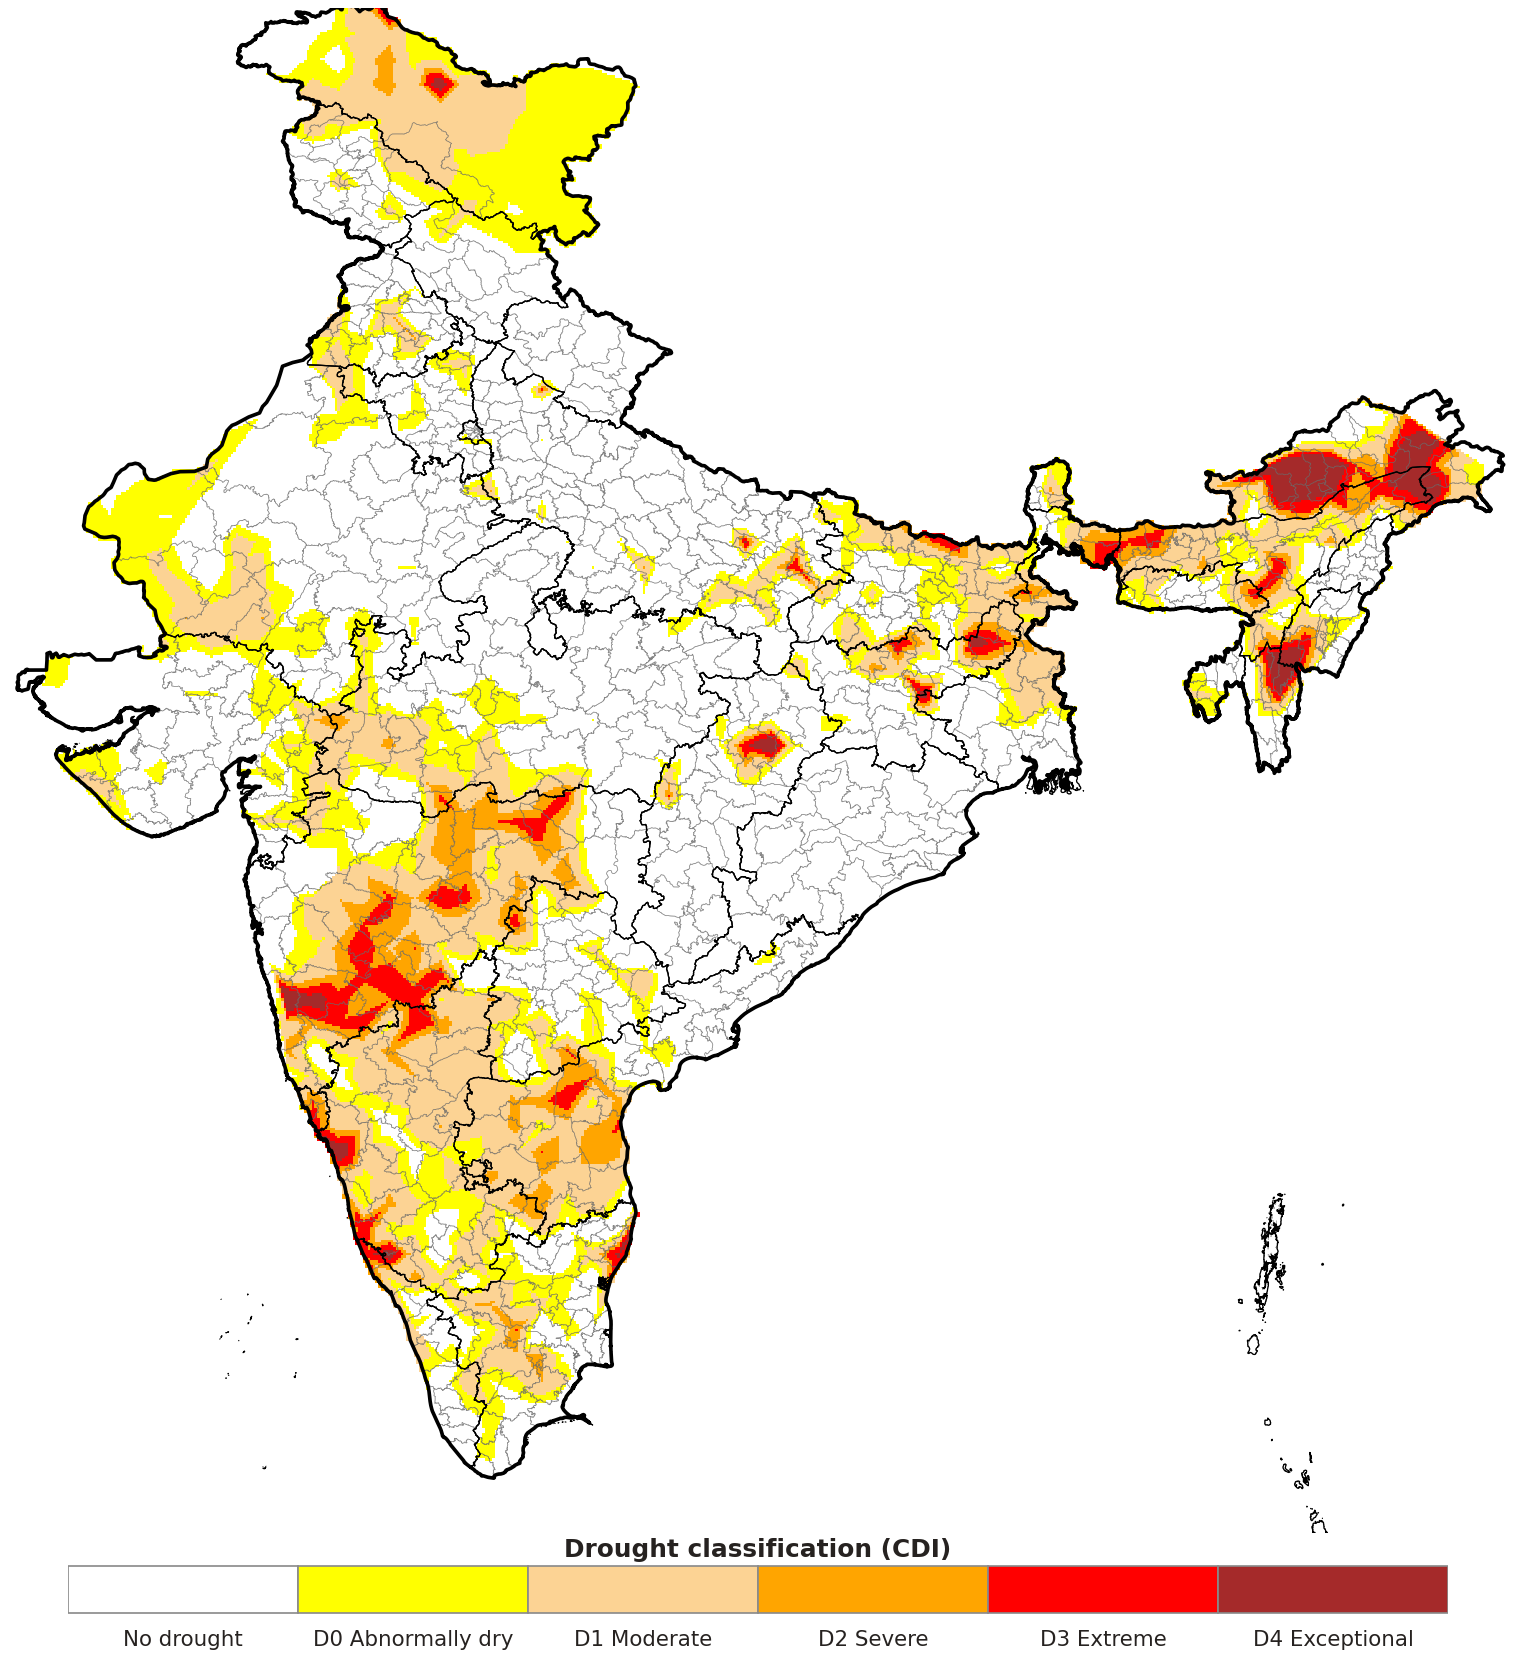 Drought classification (CDI)
No drought
D0 Abnormally dry
D1 Moderate
D2 Severe
D3 Extreme
D4 Exceptional